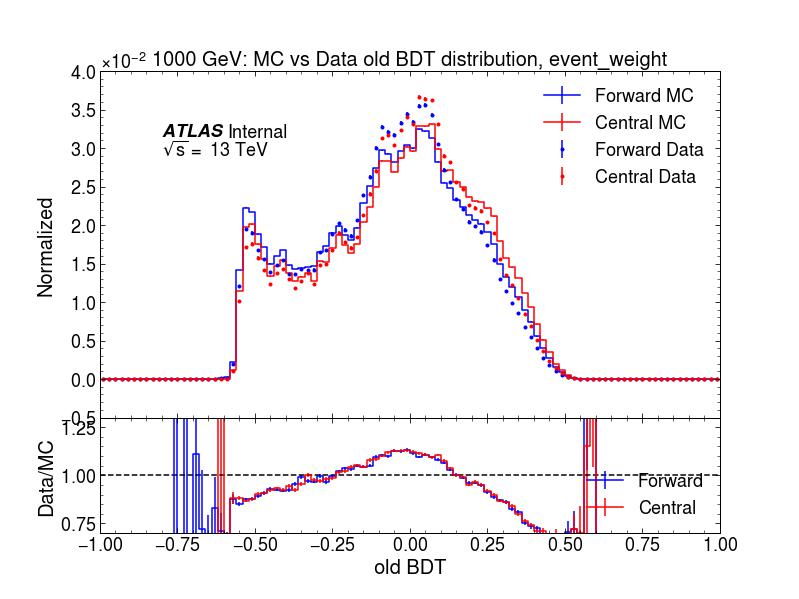 ×10⁻² 1000 GeV: MC vs Data old BDT distribution, event_weight
4.0
3.5
3.0
2.5
2.0
1.5
1.0
0.5
0.0
−0.5
Normalized
ATLAS Internal
√s = 13 TeV
Forward MC
Central MC
Forward Data
Central Data
1.25
1.00
0.75
Data/MC
Forward
Central
−1.00 −0.75 −0.50 −0.25 0.00 0.25 0.50 0.75 1.00
old BDT